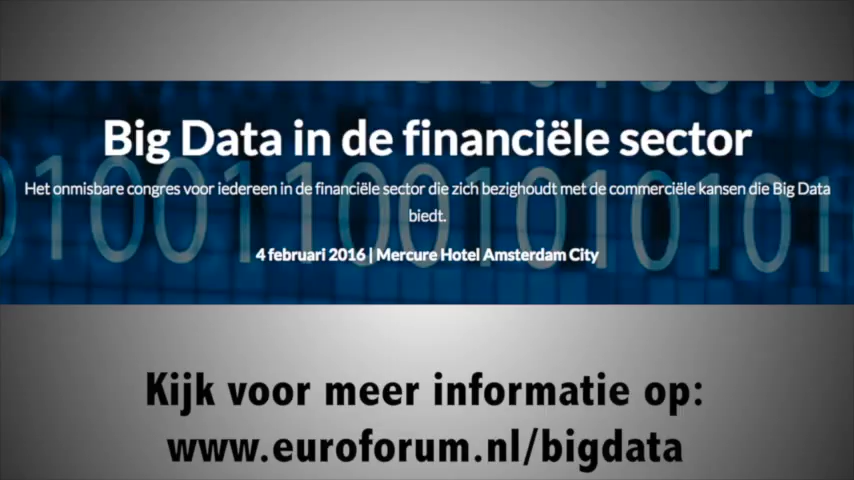 Big Data in de financiële sector
Het onmisbare congres voor iedereen in de financiële sector die zich bezighoudt met de commerciële kansen die Big Data
biedt.
4 februari 2016 | Mercure Hotel Amsterdam City
Kijk voor meer informatie op:
www.euroforum.nl/bigdata